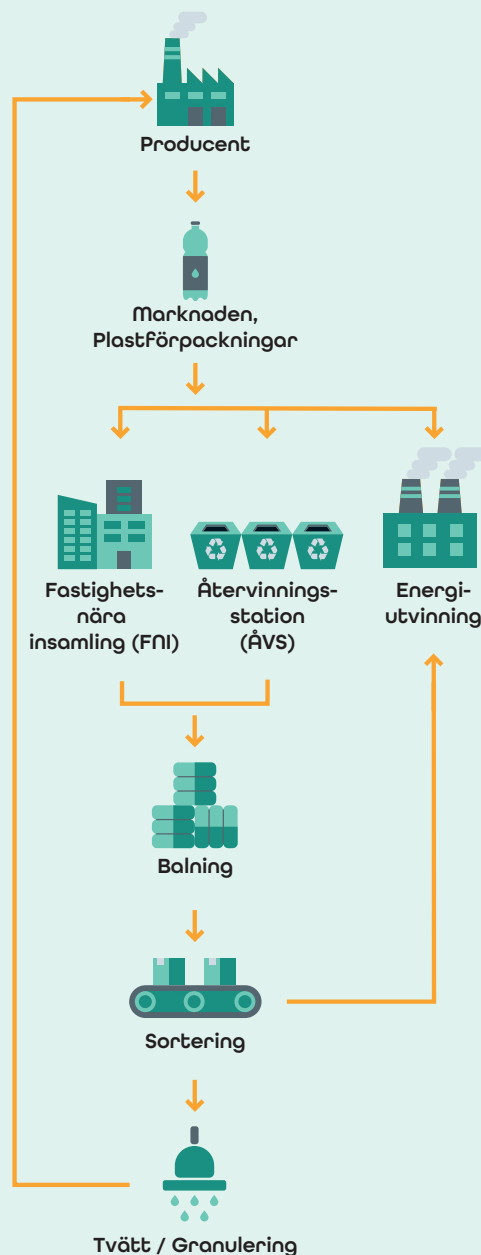 Producent
Marknaden,
Plastförpackningar
Fastighets-
nära
insamling (FNI)
Återvinnings-
station
(ÅVS)
Energi-
utvinning
Balning
Sortering
Tvätt / Granulering